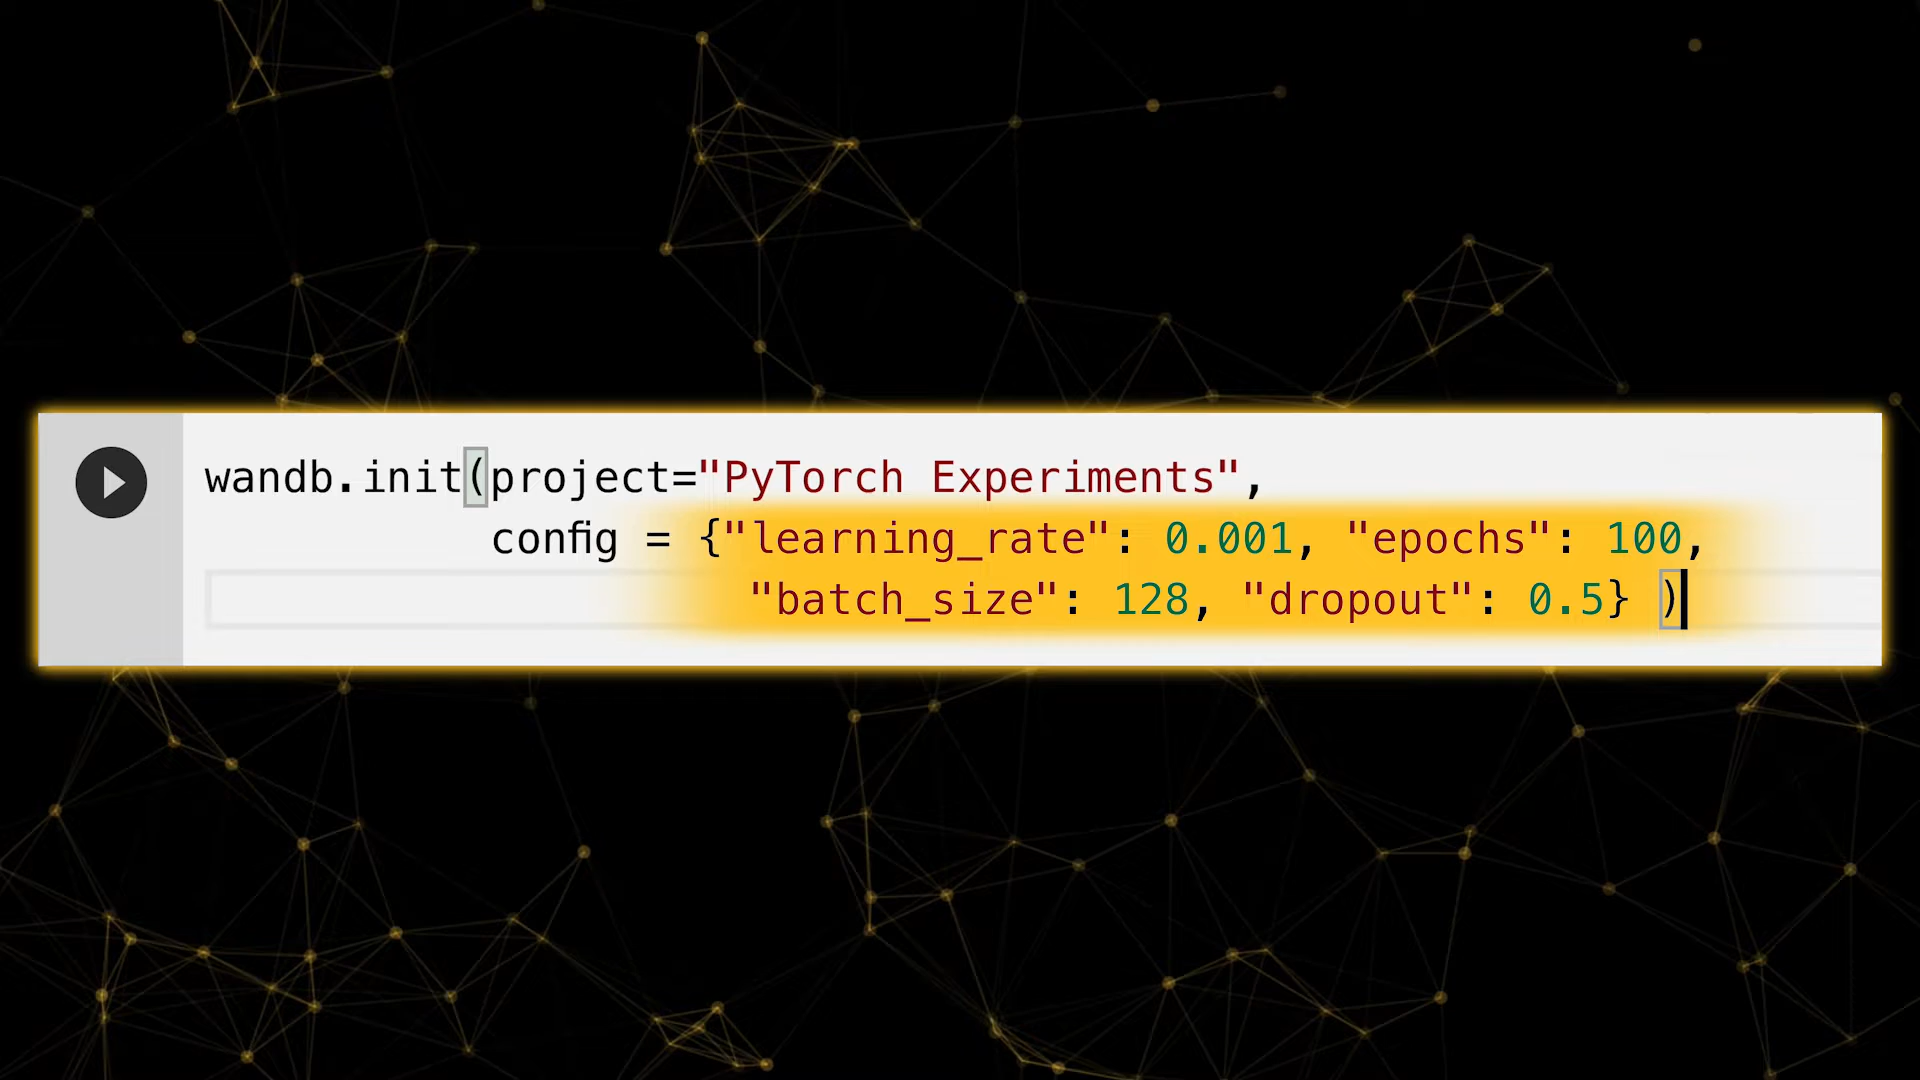 wandb.init(project="PyTorch Experiments",
config = {"learning_rate": 0.001, "epochs": 100,
"batch_size": 128, "dropout": 0.5} )